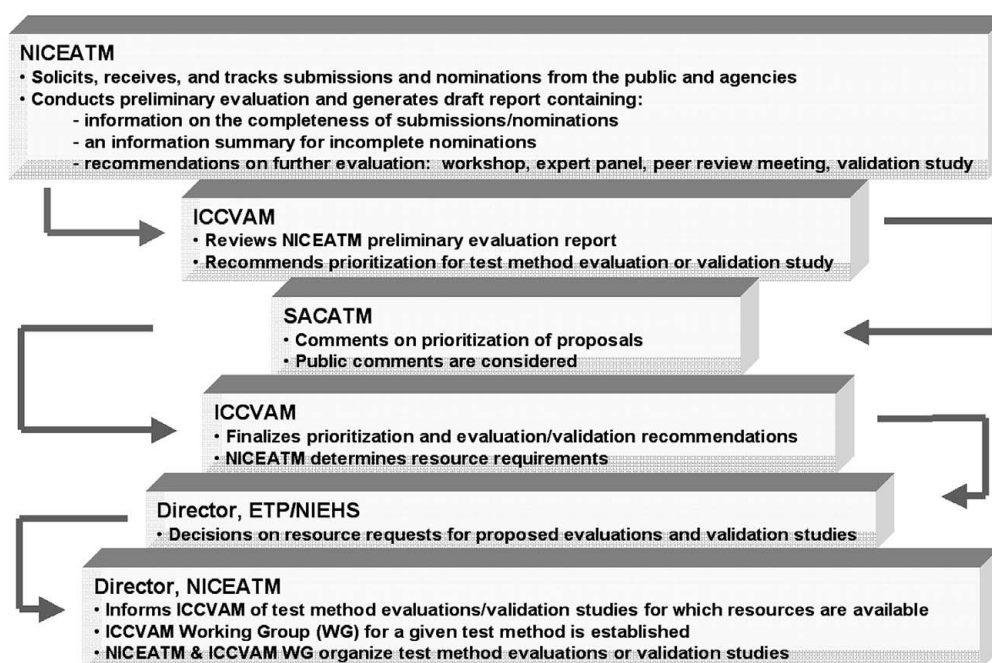 NICEATM
• Solicits, receives, and tracks submissions and nominations from the public and agencies
• Conducts preliminary evaluation and generates draft report containing:
- information on the completeness of submissions/nominations
- an information summary for incomplete nominations
- recommendations on further evaluation: workshop, expert panel, peer review meeting, validation study
ICCVAM
• Reviews NICEATM preliminary evaluation report
• Recommends prioritization for test method evaluation or validation study
SACATM
• Comments on prioritization of proposals
• Public comments are considered
ICCVAM
• Finalizes prioritization and evaluation/validation recommendations
• NICEATM determines resource requirements
Director, ETP/NIEHS
• Decisions on resource requests for proposed evaluations and validation studies
Director, NICEATM
• Informs ICCVAM of test method evaluations/validation studies for which resources are available
• ICCVAM Working Group (WG) for a given test method is established
• NICEATM & ICCVAM WG organize test method evaluations or validation studies